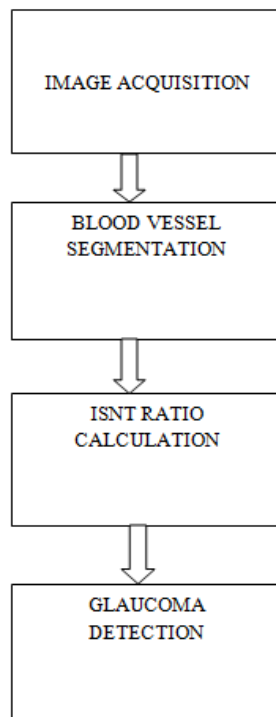 IMAGE ACQUISITION
BLOOD VESSEL
SEGMENTATION
ISNT RATIO
CALCULATION
GLAUCOMA
DETECTION